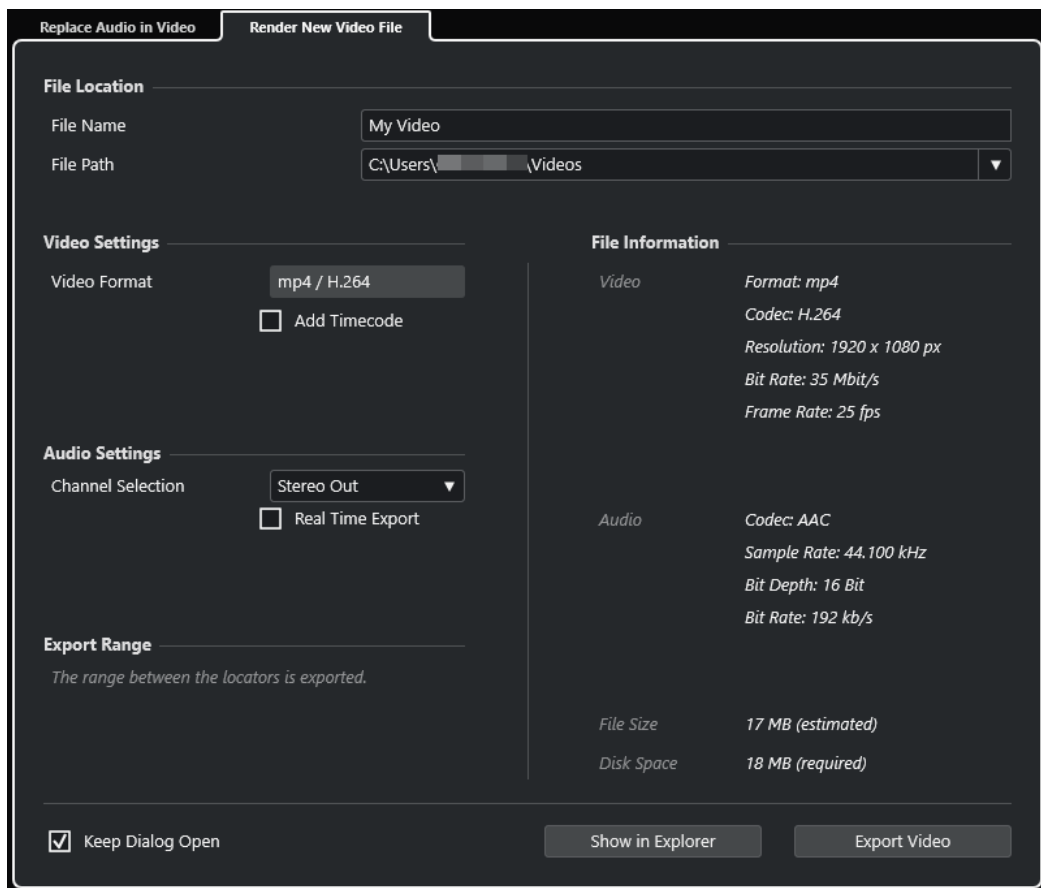 Replace Audio in Video
Render New Video File
File Location
File Name
My Video
File Path
C:\Users\ \Videos
Video Settings
Video Format
mp4 / H.264
Add Timecode
Audio Settings
Channel Selection
Stereo Out
Real Time Export
Export Range
The range between the locators is exported.
File Information
Video
Format: mp4
Codec: H.264
Resolution: 1920 x 1080 px
Bit Rate: 35 Mbit/s
Frame Rate: 25 fps
Audio
Codec: AAC
Sample Rate: 44.100 kHz
Bit Depth: 16 Bit
Bit Rate: 192 kb/s
File Size
17 MB (estimated)
Disk Space
18 MB (required)
Keep Dialog Open
Show in Explorer
Export Video